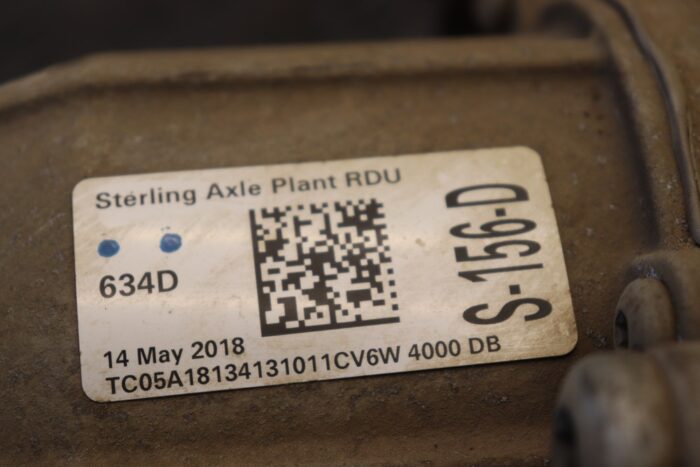 Sterling Axle Plant RDU
634D
S-156-D
14 May 2018
TC05A18134131011CV6W 4000 DB